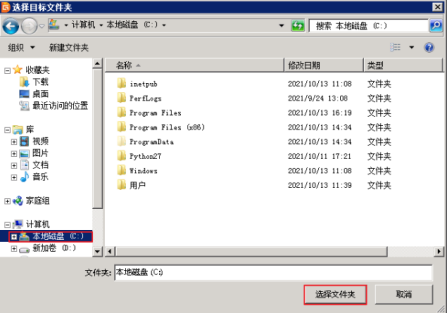 选择目标文件夹
计算机 本地磁盘 (C:)
搜索 本地磁盘 (C:)
组织 新建文件夹
收藏夹
下载
桌面
最近访问的位置
库
视频
图片
文档
音乐
家庭组
计算机
本地磁盘 (C:)
新加卷 (D:)
名称 修改日期 类型
inetpub 2021/10/13 11:08 文件夹
PerfLogs 2021/9/24 13:08 文件夹
Program Files 2021/10/13 16:19 文件夹
Program Files (x86) 2021/10/13 14:34 文件夹
ProgramData 2021/10/13 14:34 文件夹
Python27 2021/10/11 17:21 文件夹
Windows 2021/10/13 11:08 文件夹
用户 2021/10/13 11:39 文件夹
文件夹: 本地磁盘 (C:)
选择文件夹 取消